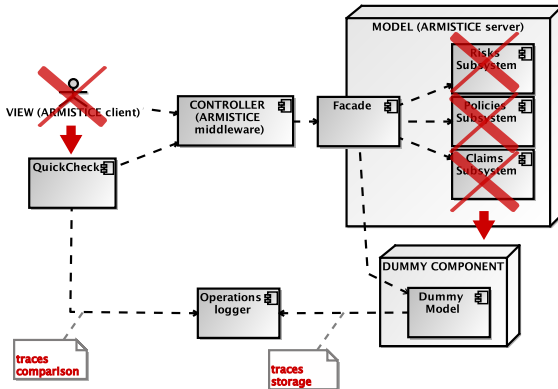 MODEL (ARMISTICE server)
Risks
Subsystem
VIEW (ARMISTICE client)
CONTROLLER
(ARMISTICE
middleware)
Facade
Policies
Subsystem
QuickCheck
Claims
Subsystem
DUMMY COMPONENT
Operations
logger
Dummy
Model
traces
comparison
traces
storage